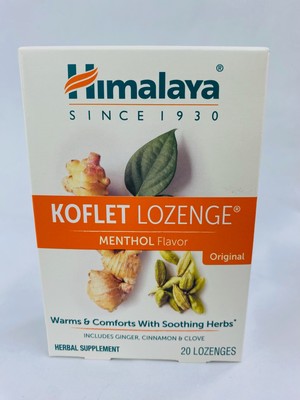 Himalaya
SINCE 1930
KOFLET LOZENGE®
MENTHOL Flavor
Original
Warms & Comforts With Soothing Herbs*
INCLUDES GINGER, CINNAMON & CLOVE
HERBAL SUPPLEMENT
20 LOZENGES